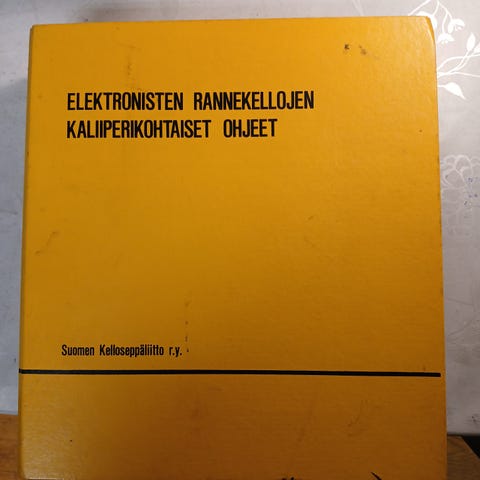 ELEKTRONISTEN RANNEKELLOJEN
KALIIPERIKOHTAISET OHJEET
Suomen Kelloseppäliitto r.y.